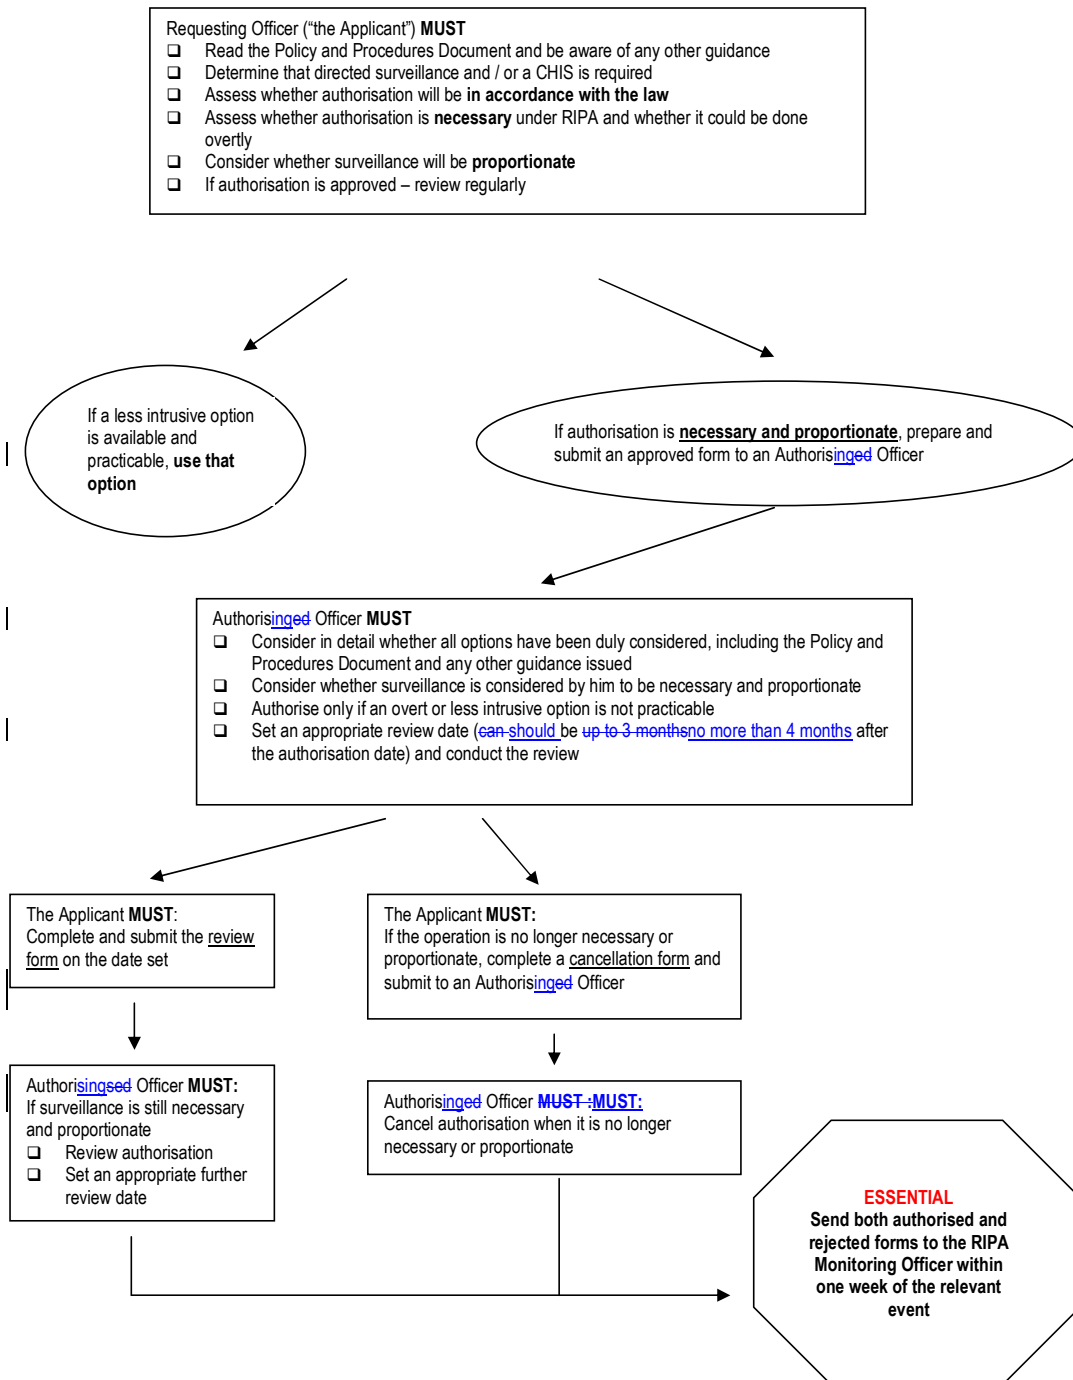 Requesting Officer (“the Applicant”) MUST
❑ Read the Policy and Procedures Document and be aware of any other guidance
❑ Determine that directed surveillance and / or a CHIS is required
❑ Assess whether authorisation will be in accordance with the law
❑ Assess whether authorisation is necessary under RIPA and whether it could be done
overtly
❑ Consider whether surveillance will be proportionate
❑ If authorisation is approved – review regularly
If a less intrusive option
is available and
practicable, use that
option
If authorisation is necessary and proportionate, prepare and
submit an approved form to an Authorisinged Officer
Authorisinged Officer MUST
❑ Consider in detail whether all options have been duly considered, including the Policy and
Procedures Document and any other guidance issued
❑ Consider whether surveillance is considered by him to be necessary and proportionate
❑ Authorise only if an overt or less intrusive option is not practicable
❑ Set an appropriate review date (can should be up to 3 monthsno more than 4 months after
the authorisation date) and conduct the review
The Applicant MUST:
Complete and submit the review
form on the date set
The Applicant MUST:
If the operation is no longer necessary or
proportionate, complete a cancellation form and
submit to an Authorisinged Officer
Authorisingsed Officer MUST:
If surveillance is still necessary
and proportionate
❑ Review authorisation
❑ Set an appropriate further
review date
Authorisinged Officer MUST :MUST:
Cancel authorisation when it is no longer
necessary or proportionate
ESSENTIAL
Send both authorised and
rejected forms to the RIPA
Monitoring Officer within
one week of the relevant
event